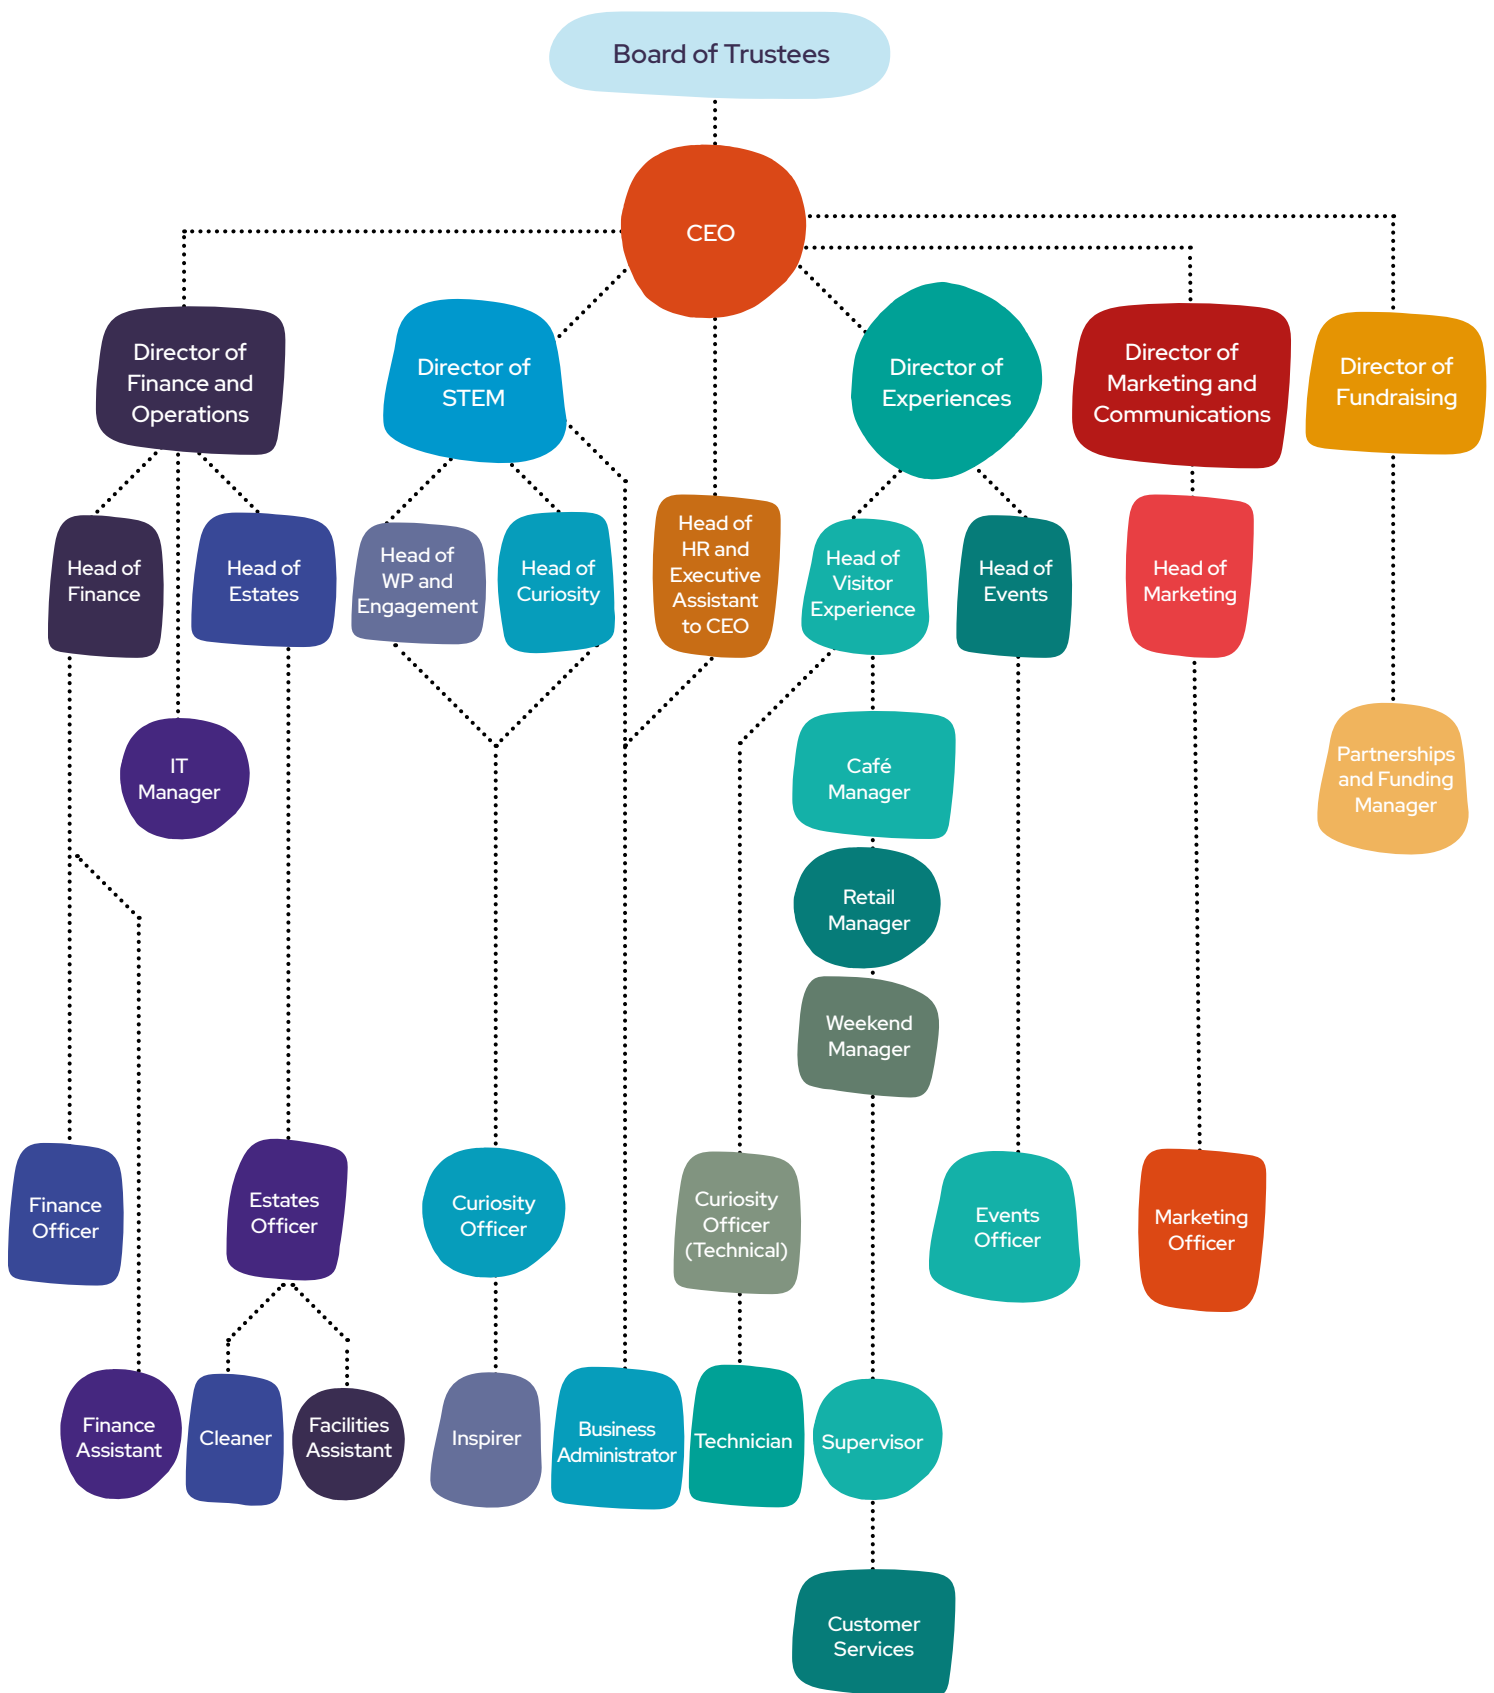 Board of Trustees
CEO
Director of
Finance and
Operations
Director of
STEM
Director of
Experiences
Director of
Marketing and
Communications
Director of
Fundraising
Head of
Finance
Head of
Estates
Head of
WP and
Engagement
Head of
Curiosity
Head of
HR and
Executive
Assistant
to CEO
Head of
Visitor
Experience
Head of
Events
Head of
Marketing
IT
Manager
Café
Manager
Partnerships
and Funding
Manager
Retail
Manager
Weekend
Manager
Finance
Officer
Estates
Officer
Curiosity
Officer
Curiosity
Officer
(Technical)
Events
Officer
Marketing
Officer
Finance
Assistant
Cleaner
Facilities
Assistant
Inspirer
Business
Administrator
Technician
Supervisor
Customer
Services